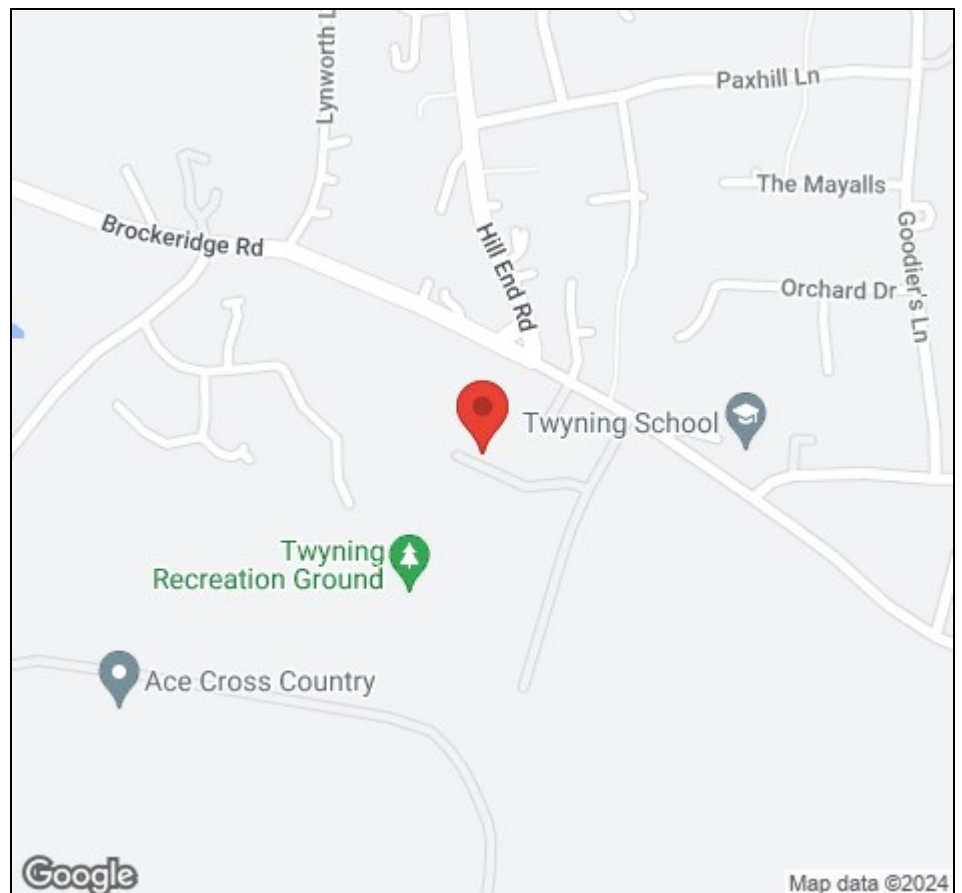 Lynworth L
Paxhill Ln
The Mayalls
Brockeridge Rd
Hill End Rd
Goodier's Ln
Orchard Dr
Twyning School
Twyning
Recreation Ground
Ace Cross Country
Google
Map data ©2024